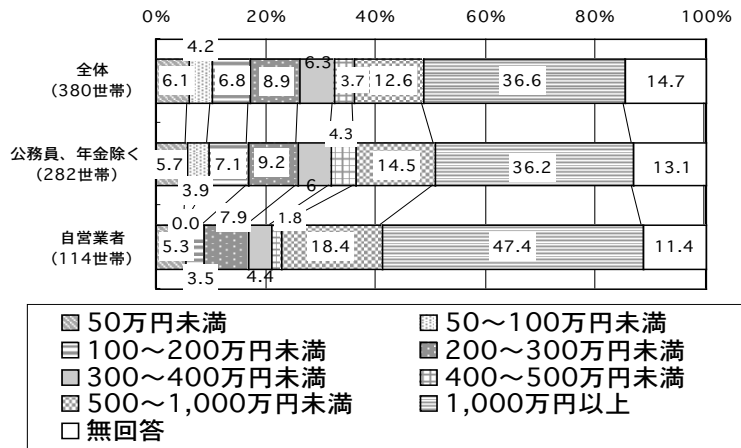 0% 20% 40% 60% 80% 100%
全体
(380世帯)
6.1 4.2 6.8 8.9 6.3 3.7 12.6 36.6 14.7
公務員、年金除く
(282世帯)
5.7 3.9 7.1 9.2 6 4.3 14.5 36.2 13.1
自営業者
(114世帯)
5.3 0.0 3.5 7.9 4.4 1.8 18.4 47.4 11.4
50万円未満 50～100万円未満
100～200万円未満 200～300万円未満
300～400万円未満 400～500万円未満
500～1,000万円未満 1,000万円以上
無回答